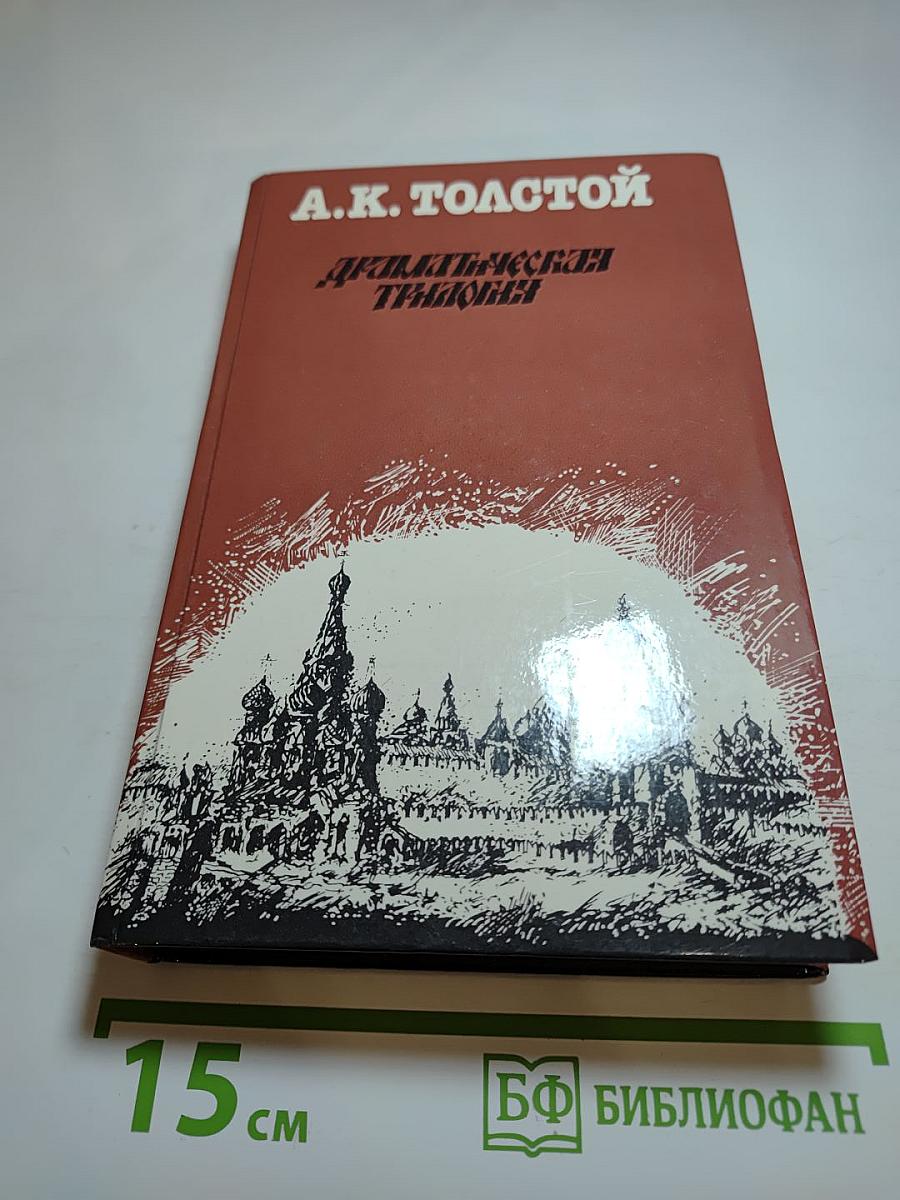 А.К. ТОЛСТОЙ
ДРАМАТИЧЕСКАЯ
ТРИЛОГИЯ
15 см
БФ БИБЛИОФАН